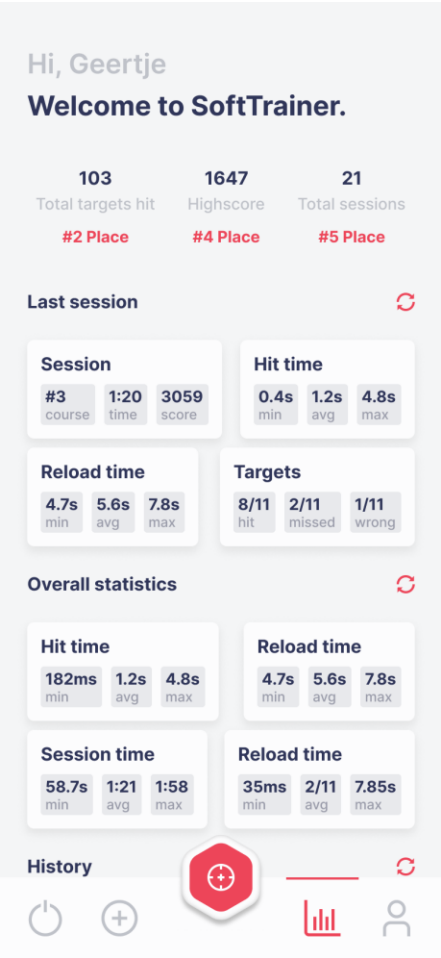 Hi, Geertje
Welcome to SoftTrainer.
103 1647 21
Total targets hit Highscore Total sessions
#2 Place #4 Place #5 Place
Last session
Session
#3 1:20 3059
course time score
Hit time
0.4s 1.2s 4.8s
min avg max
Reload time
4.7s 5.6s 7.8s
min avg max
Targets
8/11 2/11 1/11
hit missed wrong
Overall statistics
Hit time
182ms 1.2s 4.8s
min avg max
Reload time
4.7s 5.6s 7.8s
min avg max
Session time
58.7s 1:21 1:58
min avg max
Reload time
35ms 2/11 7.85s
min avg max
History